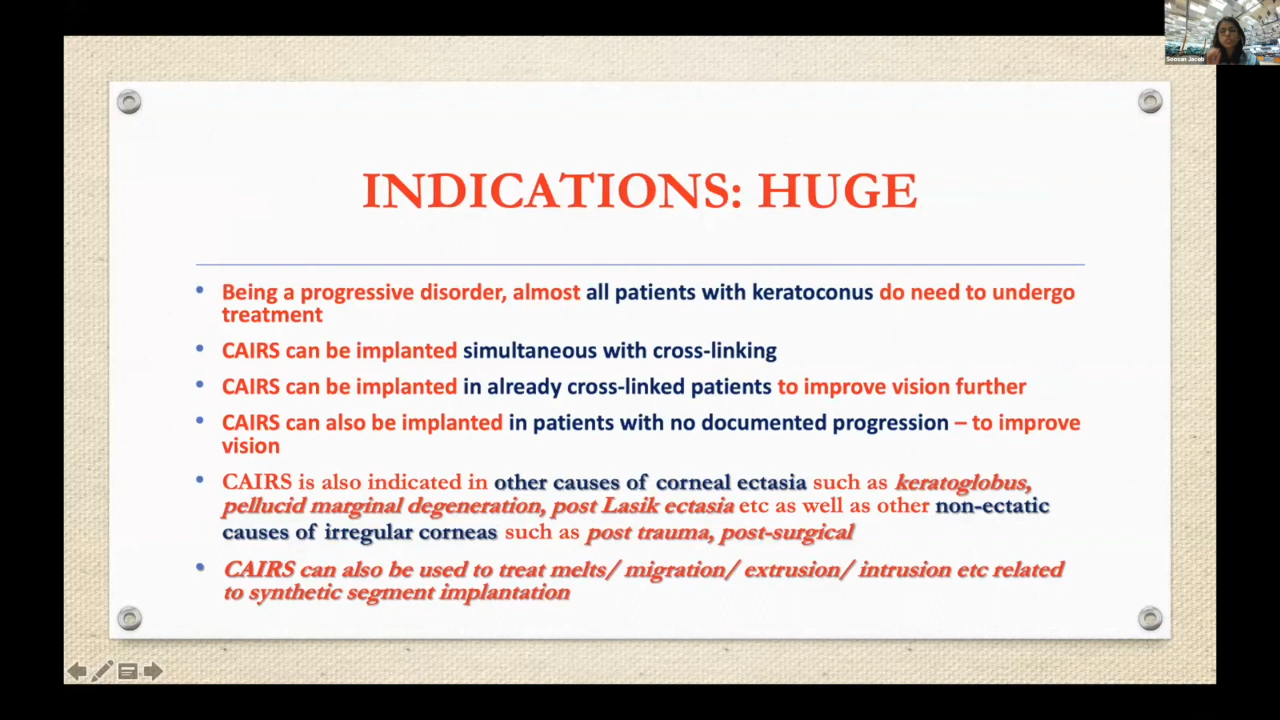 Soosan Jacob
INDICATIONS: HUGE
• Being a progressive disorder, almost all patients with keratoconus do need to undergo
treatment
• CAIRS can be implanted simultaneous with cross-linking
• CAIRS can be implanted in already cross-linked patients to improve vision further
• CAIRS can also be implanted in patients with no documented progression – to improve
vision
• CAIRS is also indicated in other causes of corneal ectasia such as keratoglobus,
pellucid marginal degeneration, post Lasik ectasia etc as well as other non-ectatic
causes of irregular corneas such as post trauma, post-surgical
• CAIRS can also be used to treat melts/ migration/ extrusion/ intrusion etc related
to synthetic segment implantation